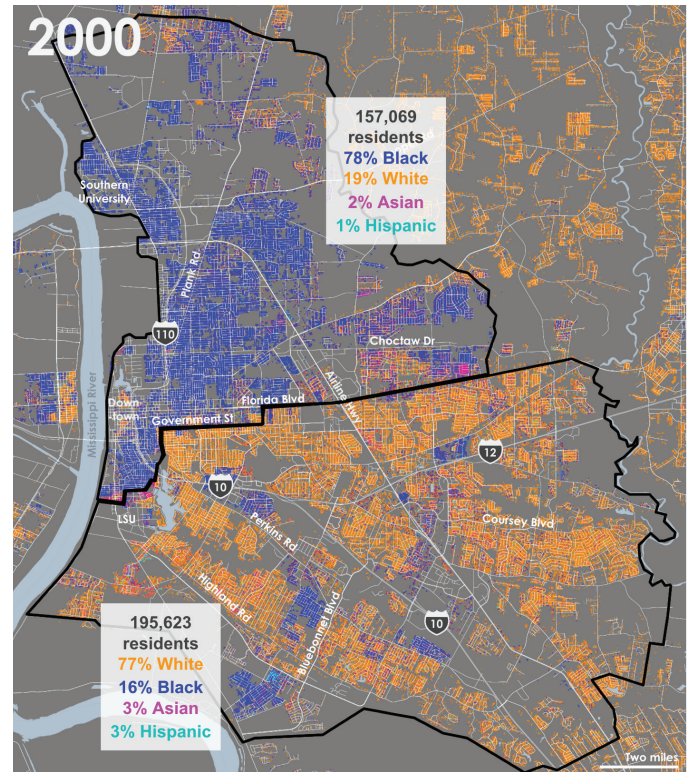 2000
157,069
residents
78% Black
19% White
2% Asian
1% Hispanic
Southern
University
Plank Rd
110
Choctaw Dr
Airline Hwy
Mississippi River
Down
town
Florida Blvd
Government St
12
10
LSU
Perkins Rd
Coursey Blvd
Highland Rd
Bluebonnet Blvd
10
195,623
residents
77% White
16% Black
3% Asian
3% Hispanic
Two miles